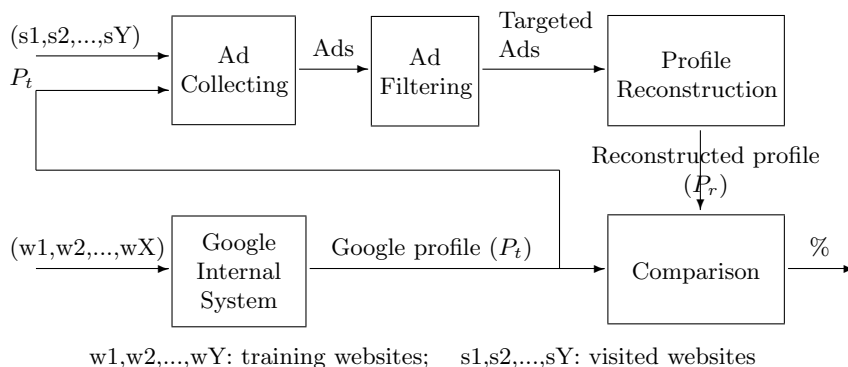 (s1,s2,...,sY)
P_t
Ad
Collecting
Ads
Ad
Filtering
Targeted
Ads
Profile
Reconstruction
Reconstructed profile
(P_r)
(w1,w2,...,wX)
Google
Internal
System
Google profile (P_t)
Comparison
%
w1,w2,...,wY: training websites; s1,s2,...,sY: visited websites